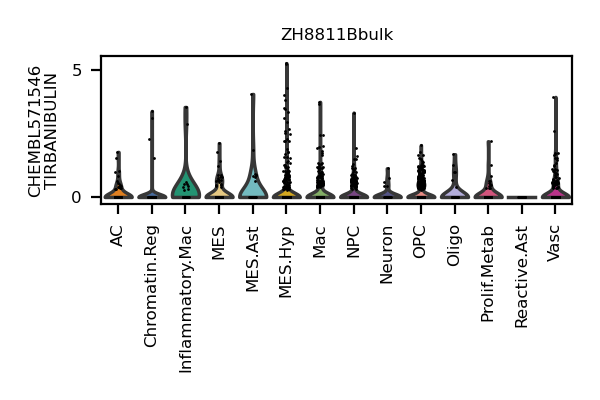 ZH8811Bbulk
CHEMBL571546
TIRBANIBULIN
5
0
AC
Chromatin.Reg
Inflammatory.Mac
MES
MES.Ast
MES.Hyp
Mac
NPC
Neuron
OPC
Oligo
Prolif.Metab
Reactive.Ast
Vasc